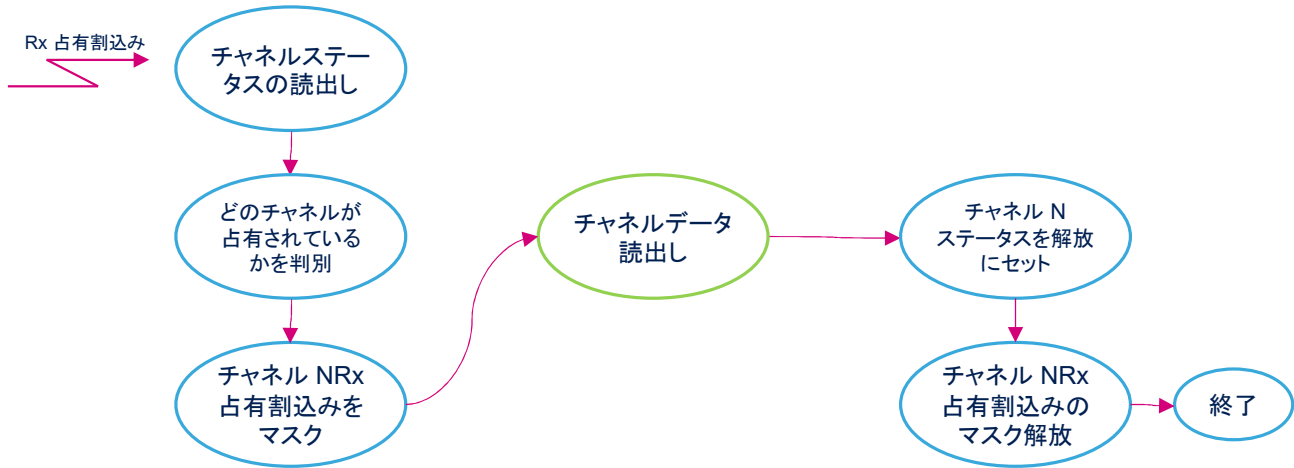 Rx 占有割込み
チャネルステー
タスの読出し
どのチャネルが
占有されている
かを判別
チャネル NRx
占有割込みを
マスク
チャネルデータ
読出し
チャネル N
ステータスを解放
にセット
チャネル NRx
占有割込みの
マスク解放
終了